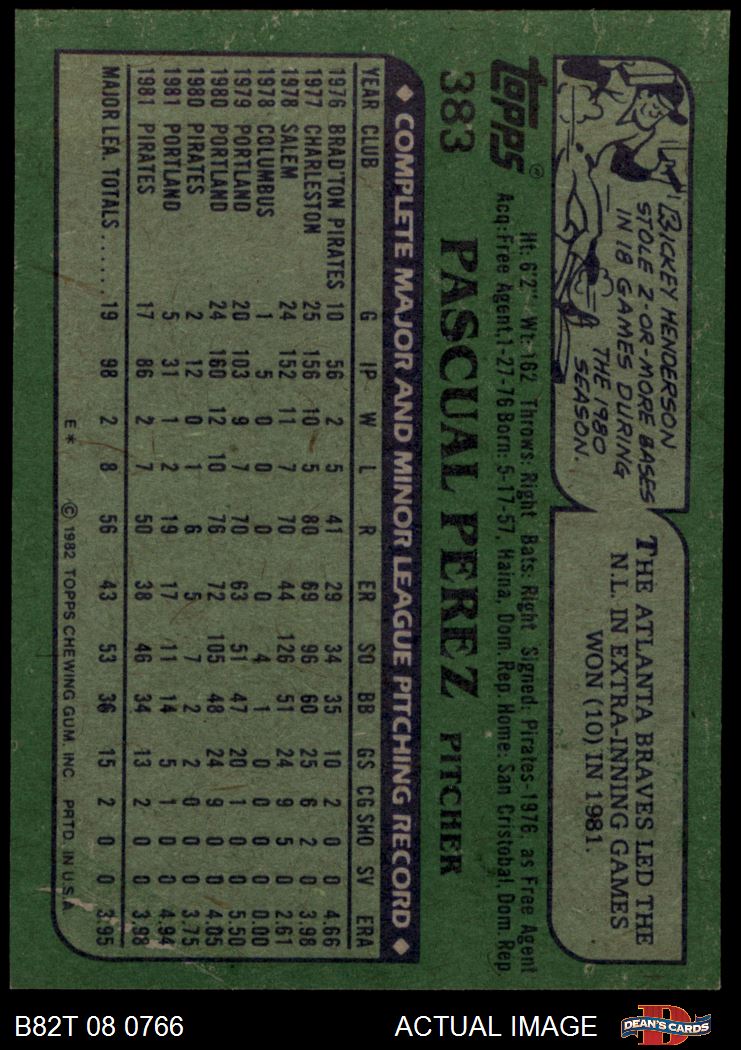 RICKEY HENDERSON
STOLE 2-OR-MORE BASES
IN 18 GAMES DURING
THE 1980
SEASON.
THE ATLANTA BRAVES LED THE
N.L. IN EXTRA-INNING GAMES
WON (10) IN 1981.
TOPPS ®
Ht: 6'2" Wt: 162 Throws: Right Bats: Right Signed: Pirates-1976, as Free Agent
Acq: Free Agent, 1-27-76 Born: 5-17-57, Haina, Dom. Rep. Home: San Cristobal, Dom. Rep.
383 PASCUAL PEREZ PITCHER
◆ COMPLETE MAJOR AND MINOR LEAGUE PITCHING RECORD ◆
YEAR CLUB G IP W L R ER SO BB GS CG SHO SV ERA
1976 BRAD'TON PIRATES 10 56 2 5 41 29 34 35 10 2 0 0 4.66
1977 CHARLESTON 25 156 10 5 80 69 96 60 25 6 2 0 3.98
1978 SALEM 24 152 11 7 70 44 126 51 24 9 5 0 2.61
1978 COLUMBUS 1 5 0 0 0 0 4 1 0 0 0 0 0.00
1979 PORTLAND 20 103 9 7 70 63 51 47 20 1 0 0 5.50
1980 PORTLAND 24 160 12 10 76 72 105 48 24 9 0 0 4.05
1980 PIRATES 2 12 0 1 6 5 7 2 2 0 0 0 3.75
1981 PORTLAND 5 31 1 2 19 17 11 14 5 1 0 0 4.94
1981 PIRATES 17 86 2 7 50 38 46 34 13 2 0 0 3.98
MAJOR LEA. TOTALS...... 19 98 2 8 56 43 53 36 15 2 0 0 3.95
E* © 1982 TOPPS CHEWING GUM, INC. PRTD. IN U.S.A.
B82T 08 0766 ACTUAL IMAGE
D
DEAN'S CARDS